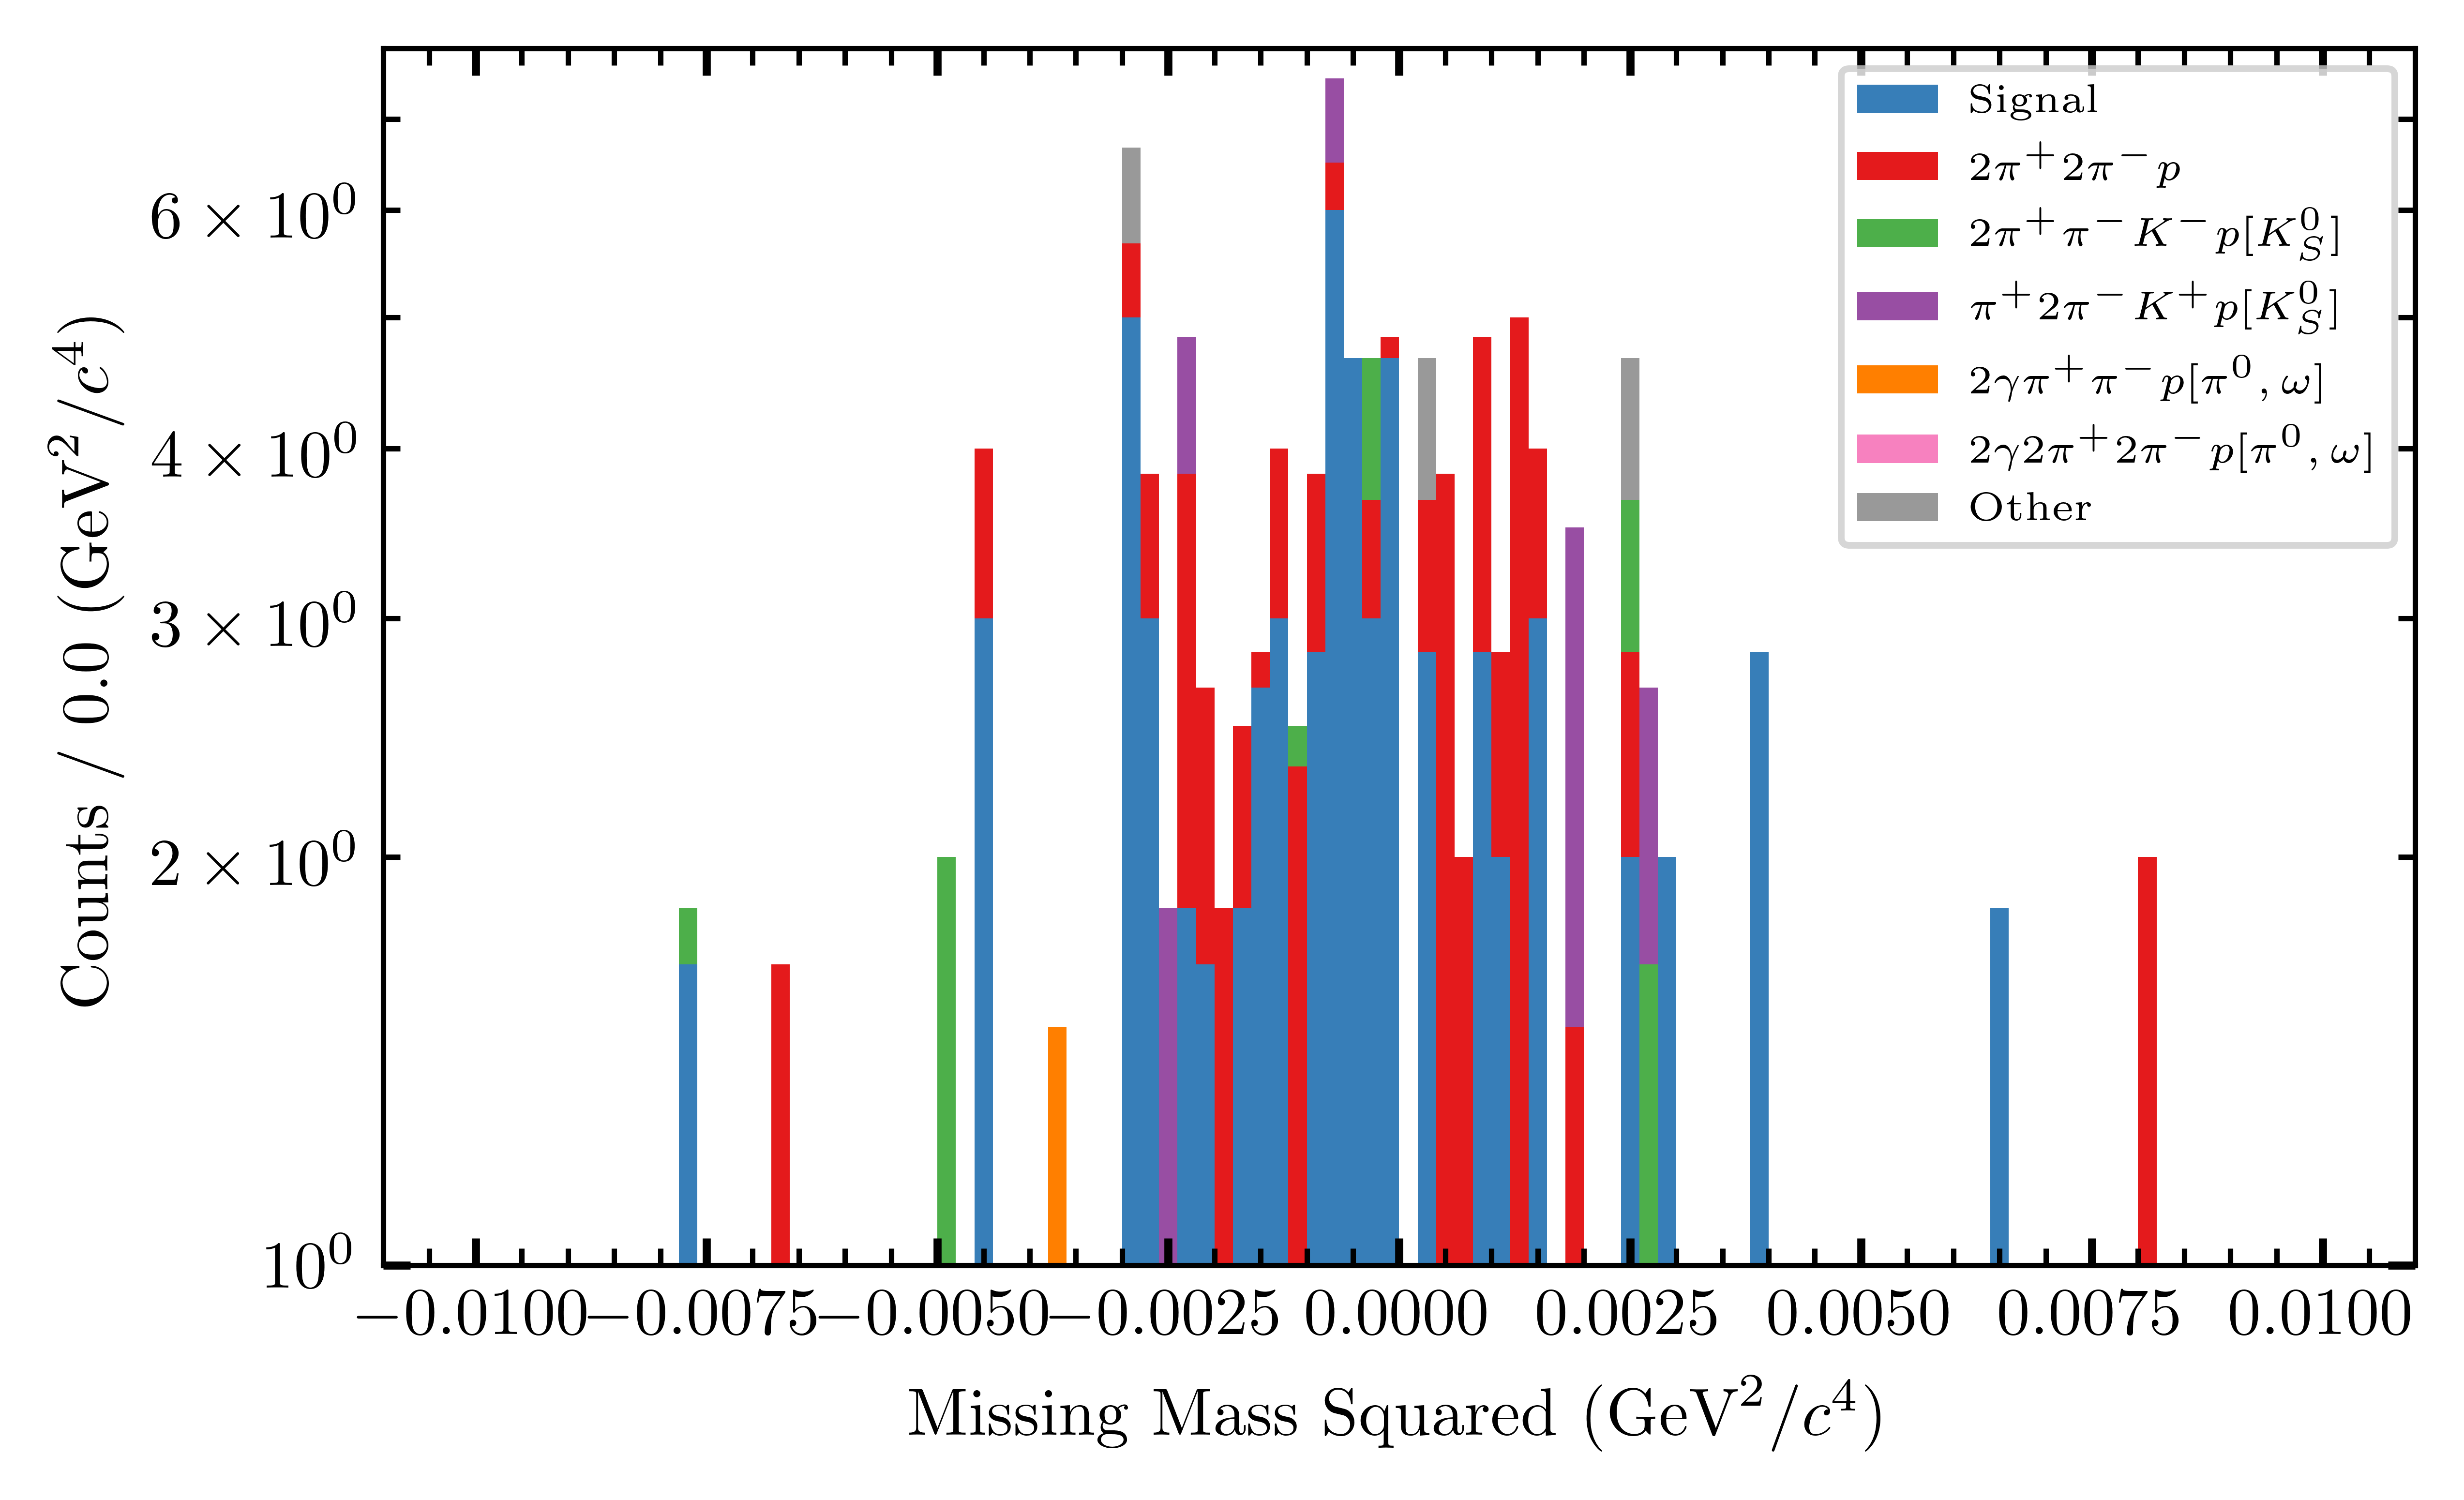 Counts / 0.0 (GeV²/c⁴)
6 × 10⁰
4 × 10⁰
3 × 10⁰
2 × 10⁰
10⁰
Signal
2π⁺2π⁻p
2π⁺π⁻K⁻p[K⁰_S]
π⁺2π⁻K⁺p[K⁰_S]
2γπ⁺π⁻p[π⁰, ω]
2γ2π⁺2π⁻p[π⁰, ω]
Other
−0.0100 −0.0075 −0.0050 −0.0025 0.0000 0.0025 0.0050 0.0075 0.0100
Missing Mass Squared (GeV²/c⁴)